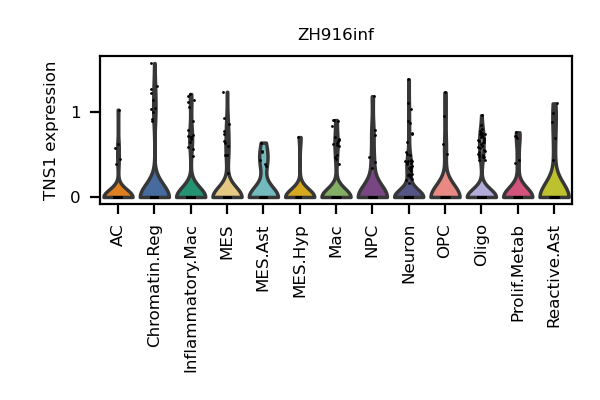 ZH916inf
TNS1 expression
1
0
AC
Chromatin.Reg
Inflammatory.Mac
MES
MES.Ast
MES.Hyp
Mac
NPC
Neuron
OPC
Oligo
Prolif.Metab
Reactive.Ast